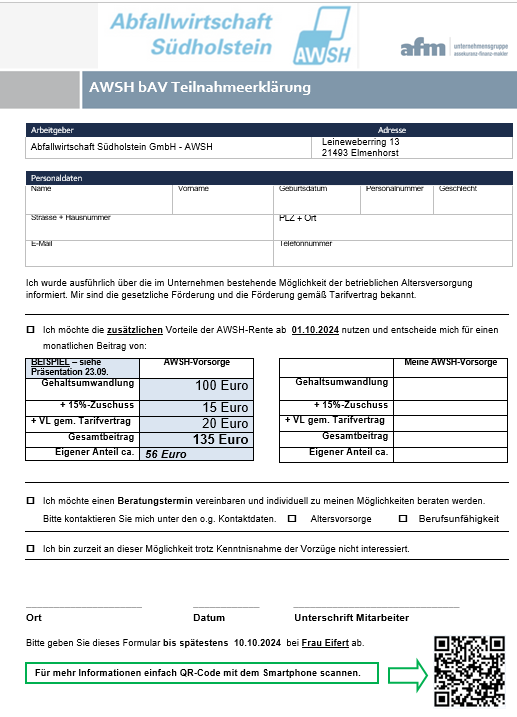 Abfallwirtschaft
Südholstein
AWSH
afm unternehmensgruppe
assekuranz-finanz-makler
AWSH bAV Teilnahmeerklärung
Arbeitgeber Adresse
Abfallwirtschaft Südholstein GmbH - AWSH Leineweberring 13
21493 Elmenhorst
Personaldaten
Name Vorname Geburtsdatum Personalnummer Geschlecht
Strasse + Hausnummer PLZ + Ort
E-Mail Telefonnummer
Ich wurde ausführlich über die im Unternehmen bestehende Möglichkeit der betrieblichen Altersversorgung
informiert. Mir sind die gesetzliche Förderung und die Förderung gemäß Tarifvertrag bekannt.
Ich möchte die zusätzlichen Vorteile der AWSH-Rente ab 01.10.2024 nutzen und entscheide mich für einen
monatlichen Beitrag von:
BEISPIEL – siehe AWSH-Vorsorge
Präsentation 23.09.
Gehaltsumwandlung 100 Euro
+ 15%-Zuschuss 15 Euro
+ VL gem. Tarifvertrag 20 Euro
Gesamtbeitrag 135 Euro
Eigener Anteil ca. 56 Euro
Meine AWSH-Vorsorge
Gehaltsumwandlung
+ 15%-Zuschuss
+ VL gem. Tarifvertrag
Gesamtbeitrag
Eigener Anteil ca.
Ich möchte einen Beratungstermin vereinbaren und individuell zu meinen Möglichkeiten beraten werden.
Bitte kontaktieren Sie mich unter den o.g. Kontaktdaten. Altersvorsorge Berufsunfähigkeit
Ich bin zurzeit an dieser Möglichkeit trotz Kenntnisnahme der Vorzüge nicht interessiert.
Ort Datum Unterschrift Mitarbeiter
Bitte geben Sie dieses Formular bis spätestens 10.10.2024 bei Frau Eifert ab.
Für mehr Informationen einfach QR-Code mit dem Smartphone scannen.